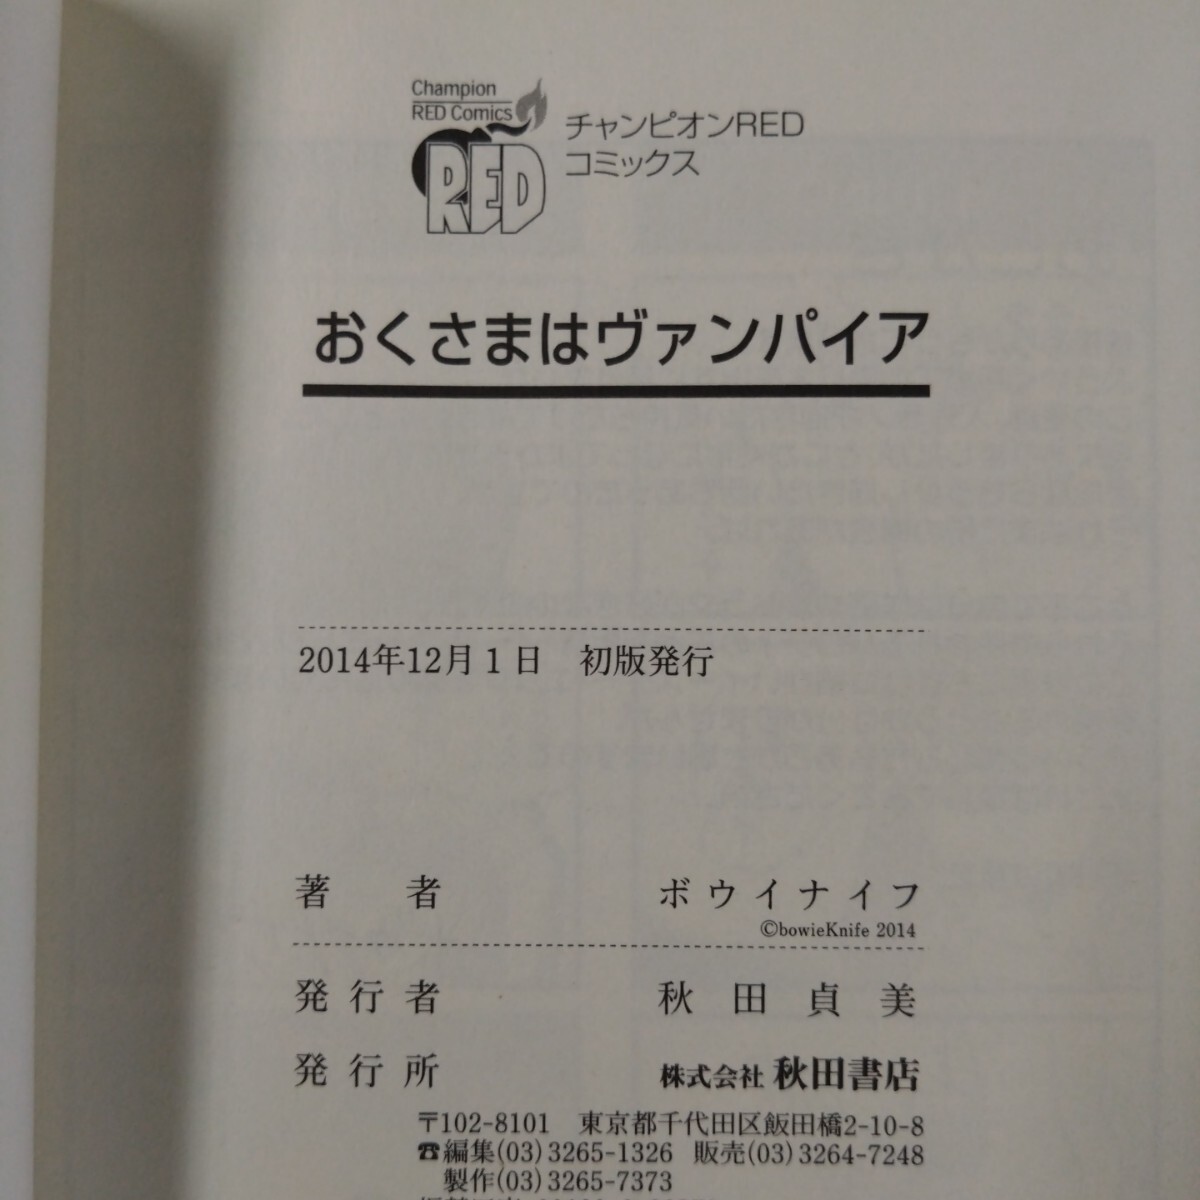 Champion
RED Comics
RED
チャンピオンRED
コミックス
おくさまはヴァンパイア
2014年12月1日　初版発行
著　者　ボウイナイフ
©bowieKnife 2014
発行者　秋田貞美
発行所　株式会社 秋田書店
〒102-8101　東京都千代田区飯田橋2-10-8
☎編集(03)3265-1326　販売(03)3264-7248
製作(03)3265-7373